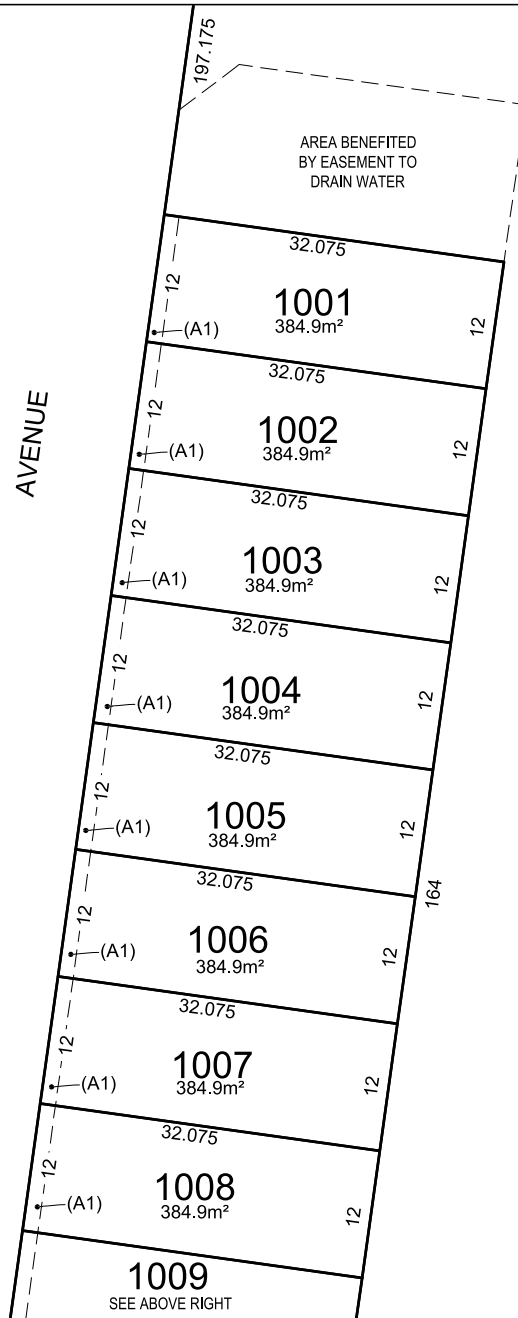 197.175
AREA BENEFITED
BY EASEMENT TO
DRAIN WATER
32.075
12
1001
384.9m²
12
(A1)
32.075
AVENUE
12
1002
384.9m²
12
(A1)
32.075
12
1003
384.9m²
12
(A1)
32.075
12
1004
384.9m²
12
(A1)
32.075
12
1005
384.9m²
12
(A1)
32.075
164
12
1006
384.9m²
12
(A1)
32.075
12
1007
384.9m²
12
(A1)
32.075
12
1008
384.9m²
12
(A1)
1009
SEE ABOVE RIGHT